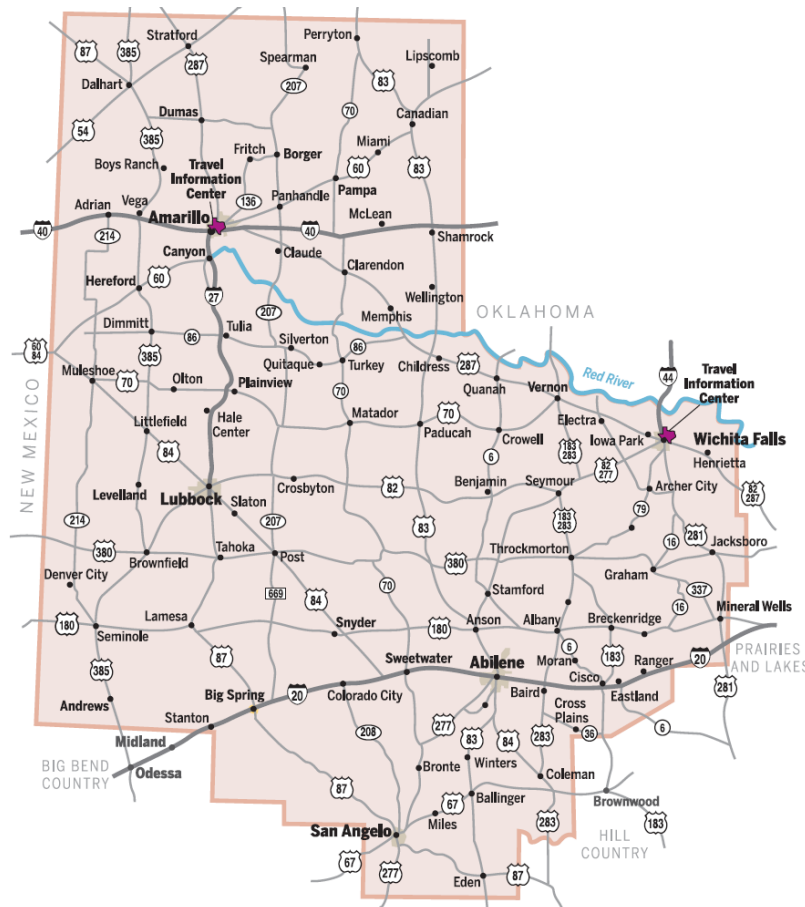 Stratford
Perryton
87
385
287
Spearman
Lipscomb
83
207
Dalhart
54
Dumas
70
Canadian
385
Fritch
Borger
Miami
Boys Ranch
Travel
Information
Center
60
83
136
Pampa
Panhandle
Adrian
Vega
Amarillo
McLean
40
214
40
Shamrock
Canyon
Claude
Clarendon
Hereford
60
27
Wellington
207
Memphis
OKLAHOMA
Dimmitt
86
Tulia
Silverton
86
60
84
385
Quitaque
Turkey
Childress
287
Red River
44
Travel
Information
Center
Muleshoe
70
Olton
Plainview
70
Quanah
Vernon
NEW MEXICO
Littlefield
Hale
Center
Matador
70
Paducah
Crowell
Electra
Iowa Park
Wichita Falls
84
6
183
283
82
277
Henrietta
Levelland
Lubbock
Crosbyton
82
Benjamin
Seymour
Archer City
82
287
Slaton
214
207
83
183
283
79
281
380
Brownfield
Tahoka
Post
380
Throckmorton
16
Jacksboro
Denver City
70
Graham
337
669
84
Stamford
16
Mineral Wells
180
Seminole
Lamesa
Snyder
180
Anson
Albany
Breckenridge
87
6
183
20
PRAIRIES
AND LAKES
385
Sweetwater
Abilene
Moran
Ranger
Cisco
Eastland
Andrews
Big Spring
20
Colorado City
Baird
Cross
Plains
281
Stanton
208
277
83
84
283
36
6
Midland
Odessa
BIG BEND
COUNTRY
Bronte
Winters
87
Coleman
67
Ballinger
Brownwood
Miles
San Angelo
283
183
HILL
COUNTRY
67
277
Eden
87